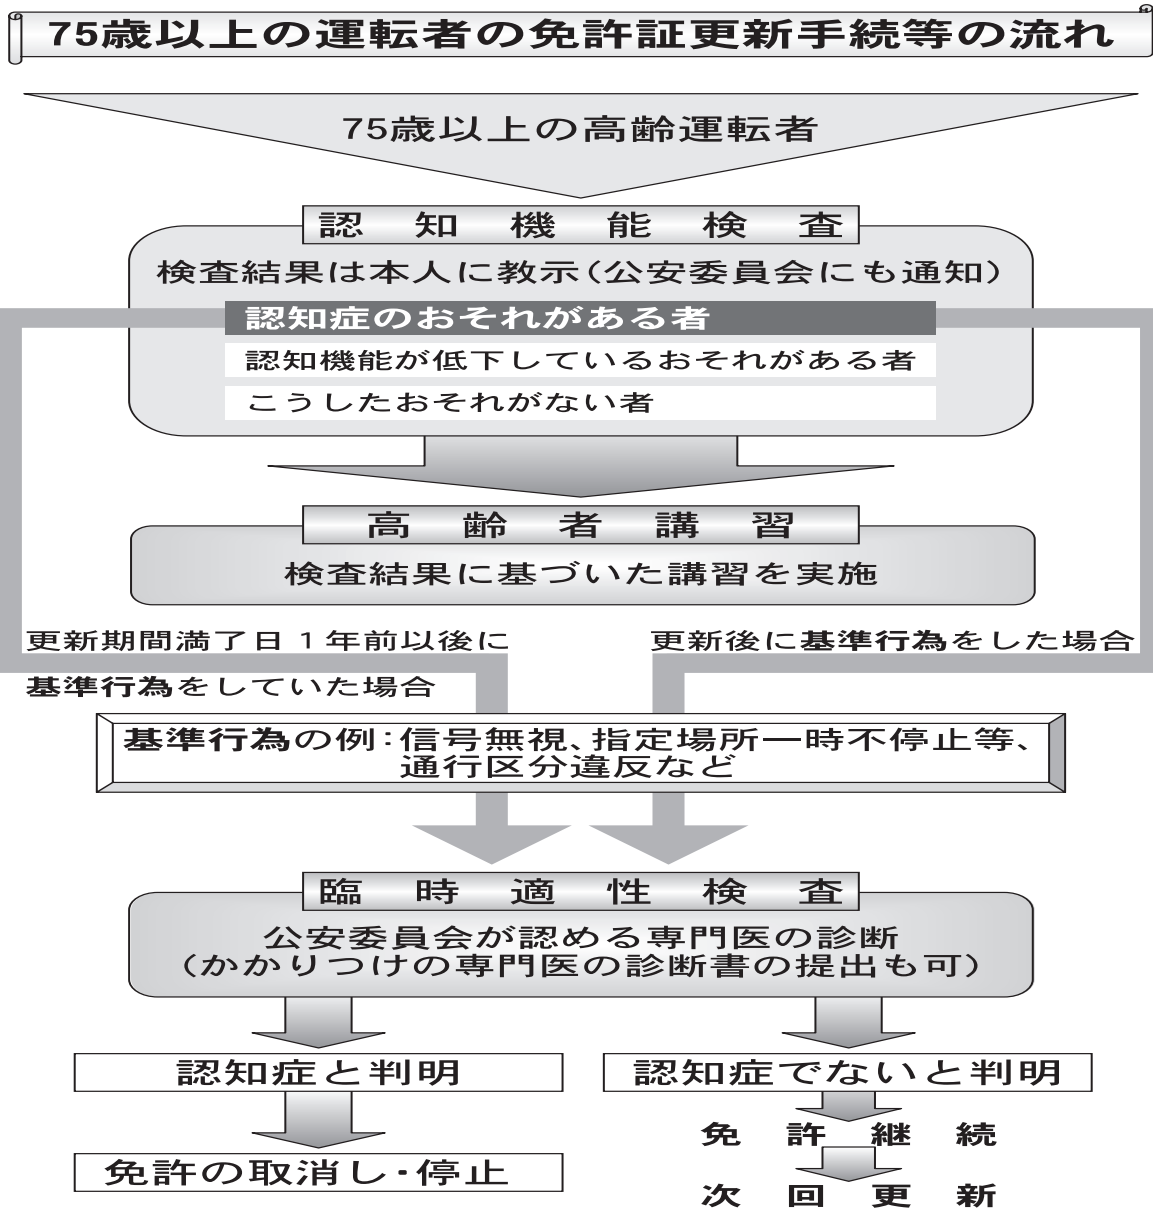 75歳以上の運転者の免許証更新手続等の流れ
75歳以上の高齢運転者
認知機能検査
検査結果は本人に教示(公安委員会にも通知)
認知症のおそれがある者
認知機能が低下しているおそれがある者
こうしたおそれがない者
高齢者講習
検査結果に基づいた講習を実施
更新期間満了日1年前以後に
基準行為をしていた場合
更新後に基準行為をした場合
基準行為の例:信号無視、指定場所一時不停止等、
通行区分違反など
臨時適性検査
公安委員会が認める専門医の診断
(かかりつけの専門医の診断書の提出も可)
認知症と判明
免許の取消し・停止
認知症でないと判明
免許継続
次回更新